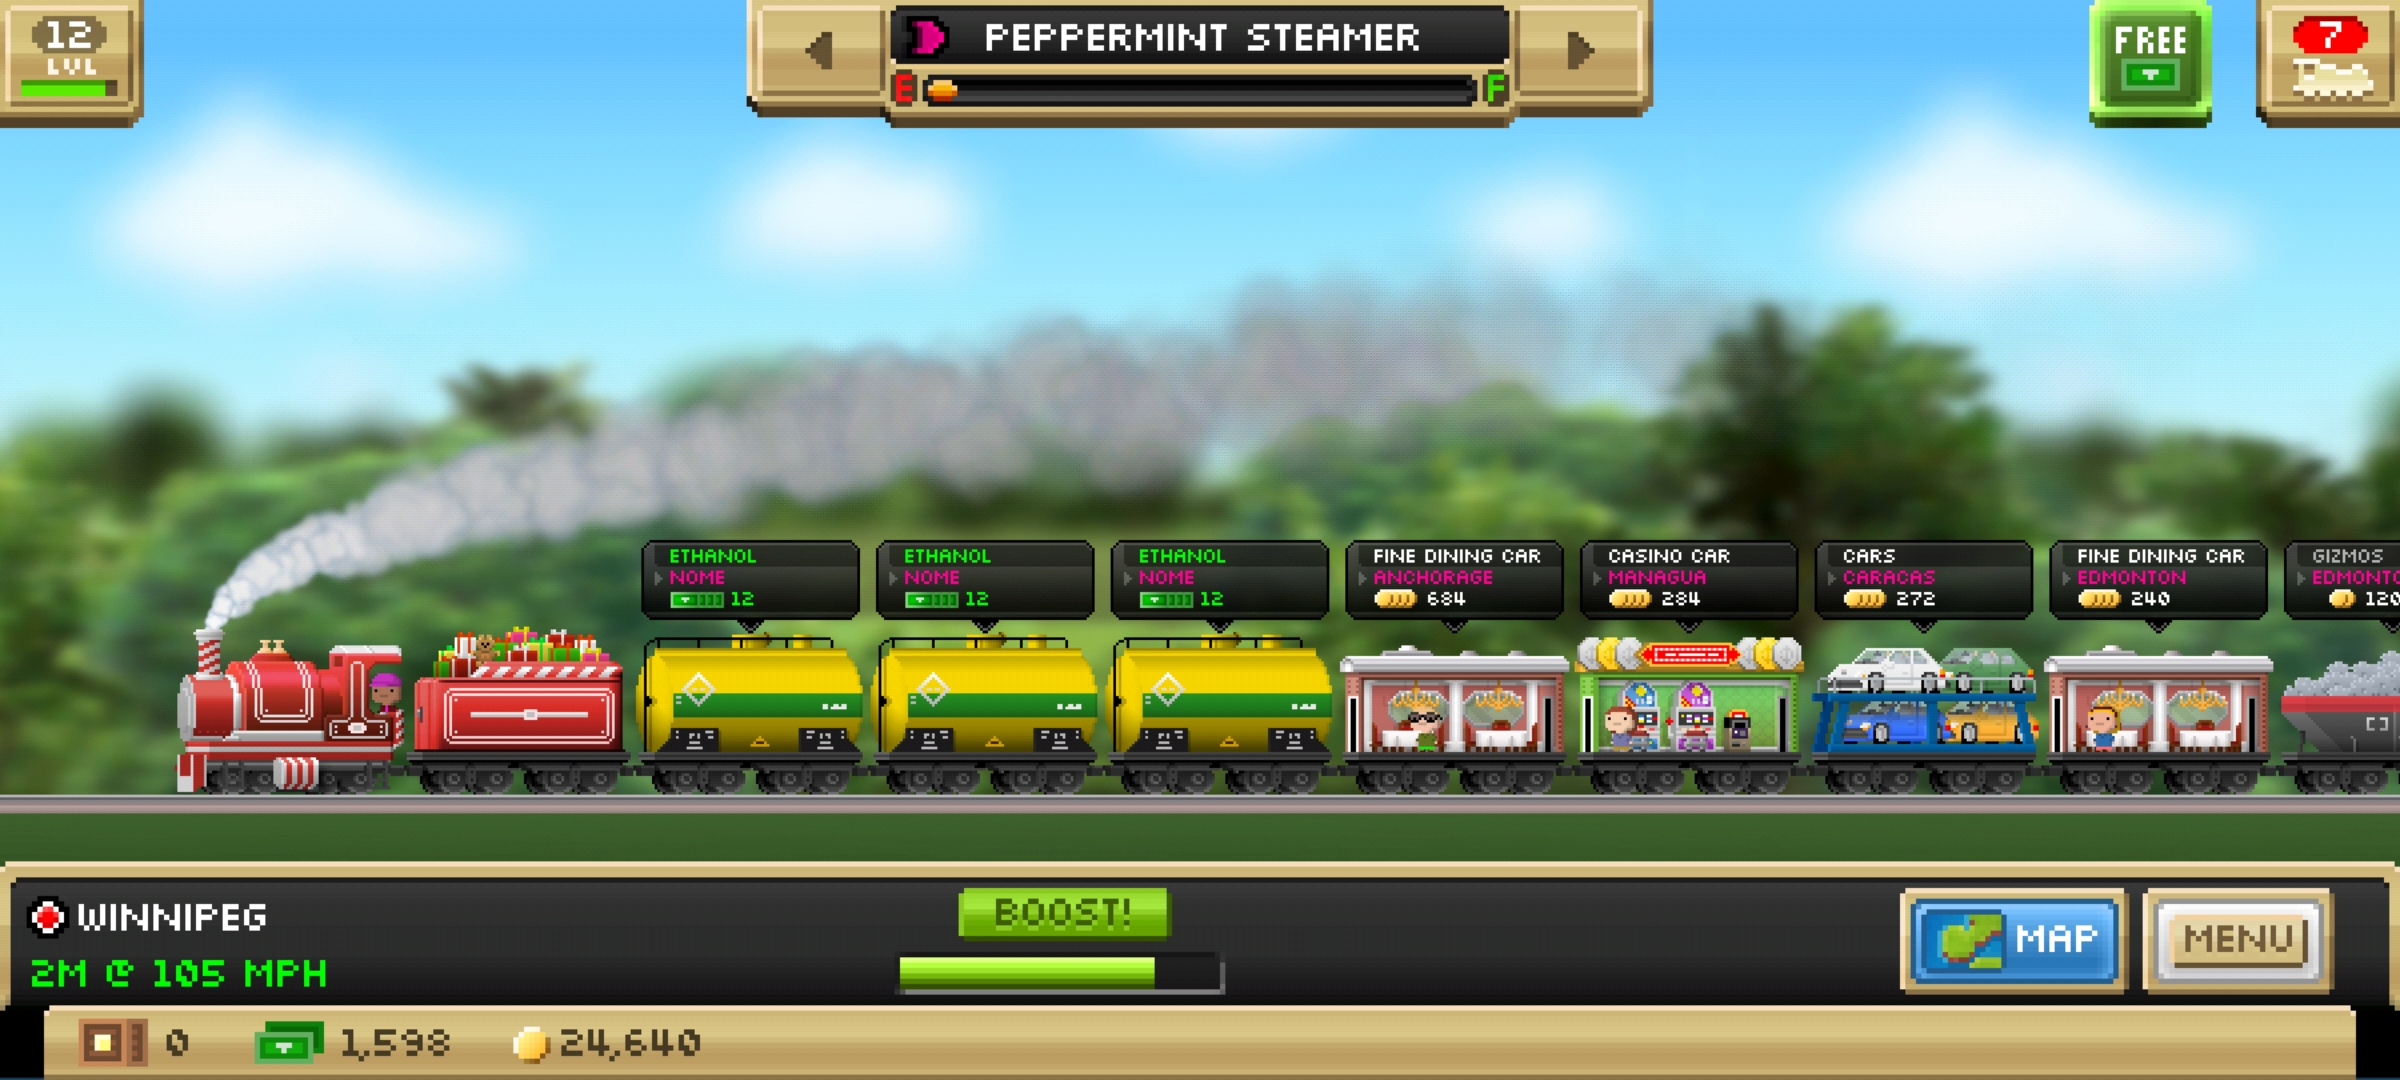 12
LVL
PEPPERMINT STEAMER
E
F
FREE
7
ETHANOL
NOME
12
ETHANOL
NOME
12
ETHANOL
NOME
12
FINE DINING CAR
ANCHORAGE
684
CASINO CAR
MANAGUA
284
CARS
CARACAS
272
FINE DINING CAR
EDMONTON
240
GIZMOS
EDMONTO
120
WINNIPEG
2M @ 105 MPH
BOOST!
MAP
MENU
0
1,598
24,640